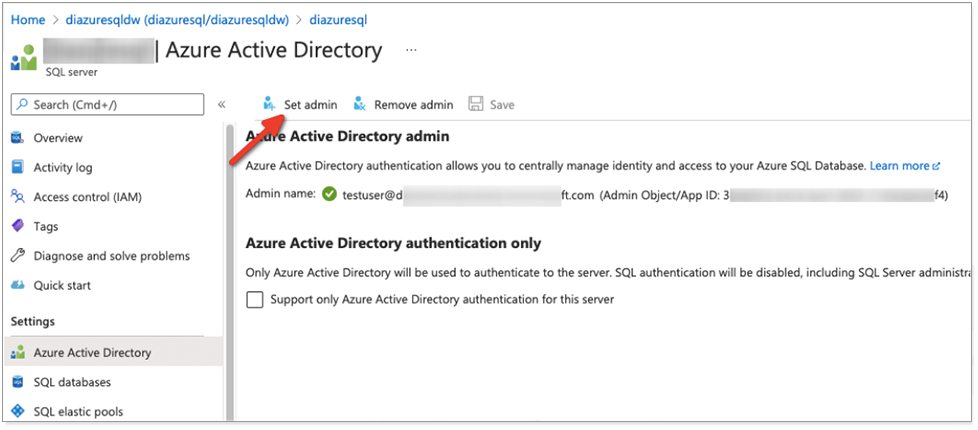 Home > diazuresqldw (diazuresql/diazuresqldw) > diazuresql
| Azure Active Directory ...
SQL server
Search (Cmd+/) «
Set admin Remove admin Save
Overview
Activity log
Access control (IAM)
Tags
Diagnose and solve problems
Quick start
Settings
Azure Active Directory
SQL databases
SQL elastic pools
Azure Active Directory admin
Azure Active Directory authentication allows you to centrally manage identity and access to your Azure SQL Database. Learn more
Admin name: testuser@d ft.com (Admin Object/App ID: 3 f4)
Azure Active Directory authentication only
Only Azure Active Directory will be used to authenticate to the server. SQL authentication will be disabled, including SQL Server administra
Support only Azure Active Directory authentication for this server